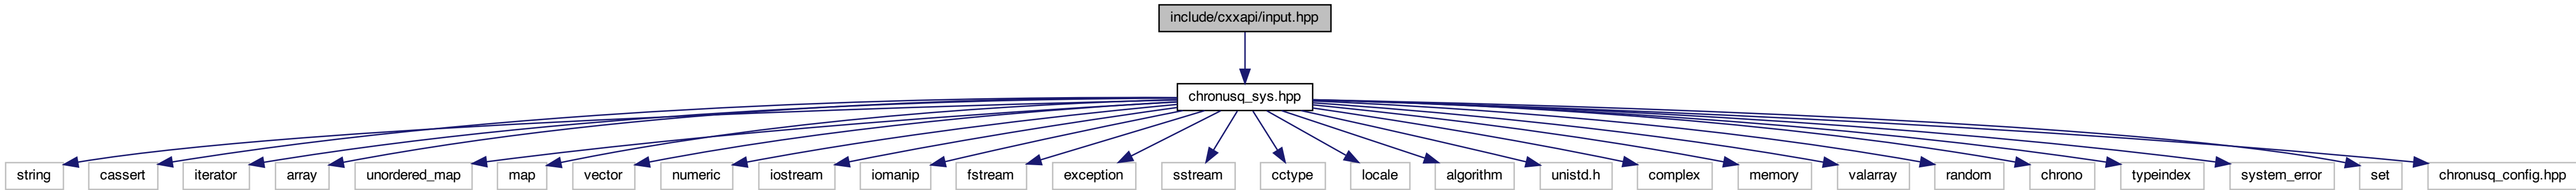 include/cxxapi/input.hpp
chronusq_sys.hpp
string
cassert
iterator
array
unordered_map
map
vector
numeric
iostream
iomanip
fstream
exception
sstream
cctype
locale
algorithm
unistd.h
complex
memory
valarray
random
chrono
typeindex
system_error
set
chronusq_config.hpp